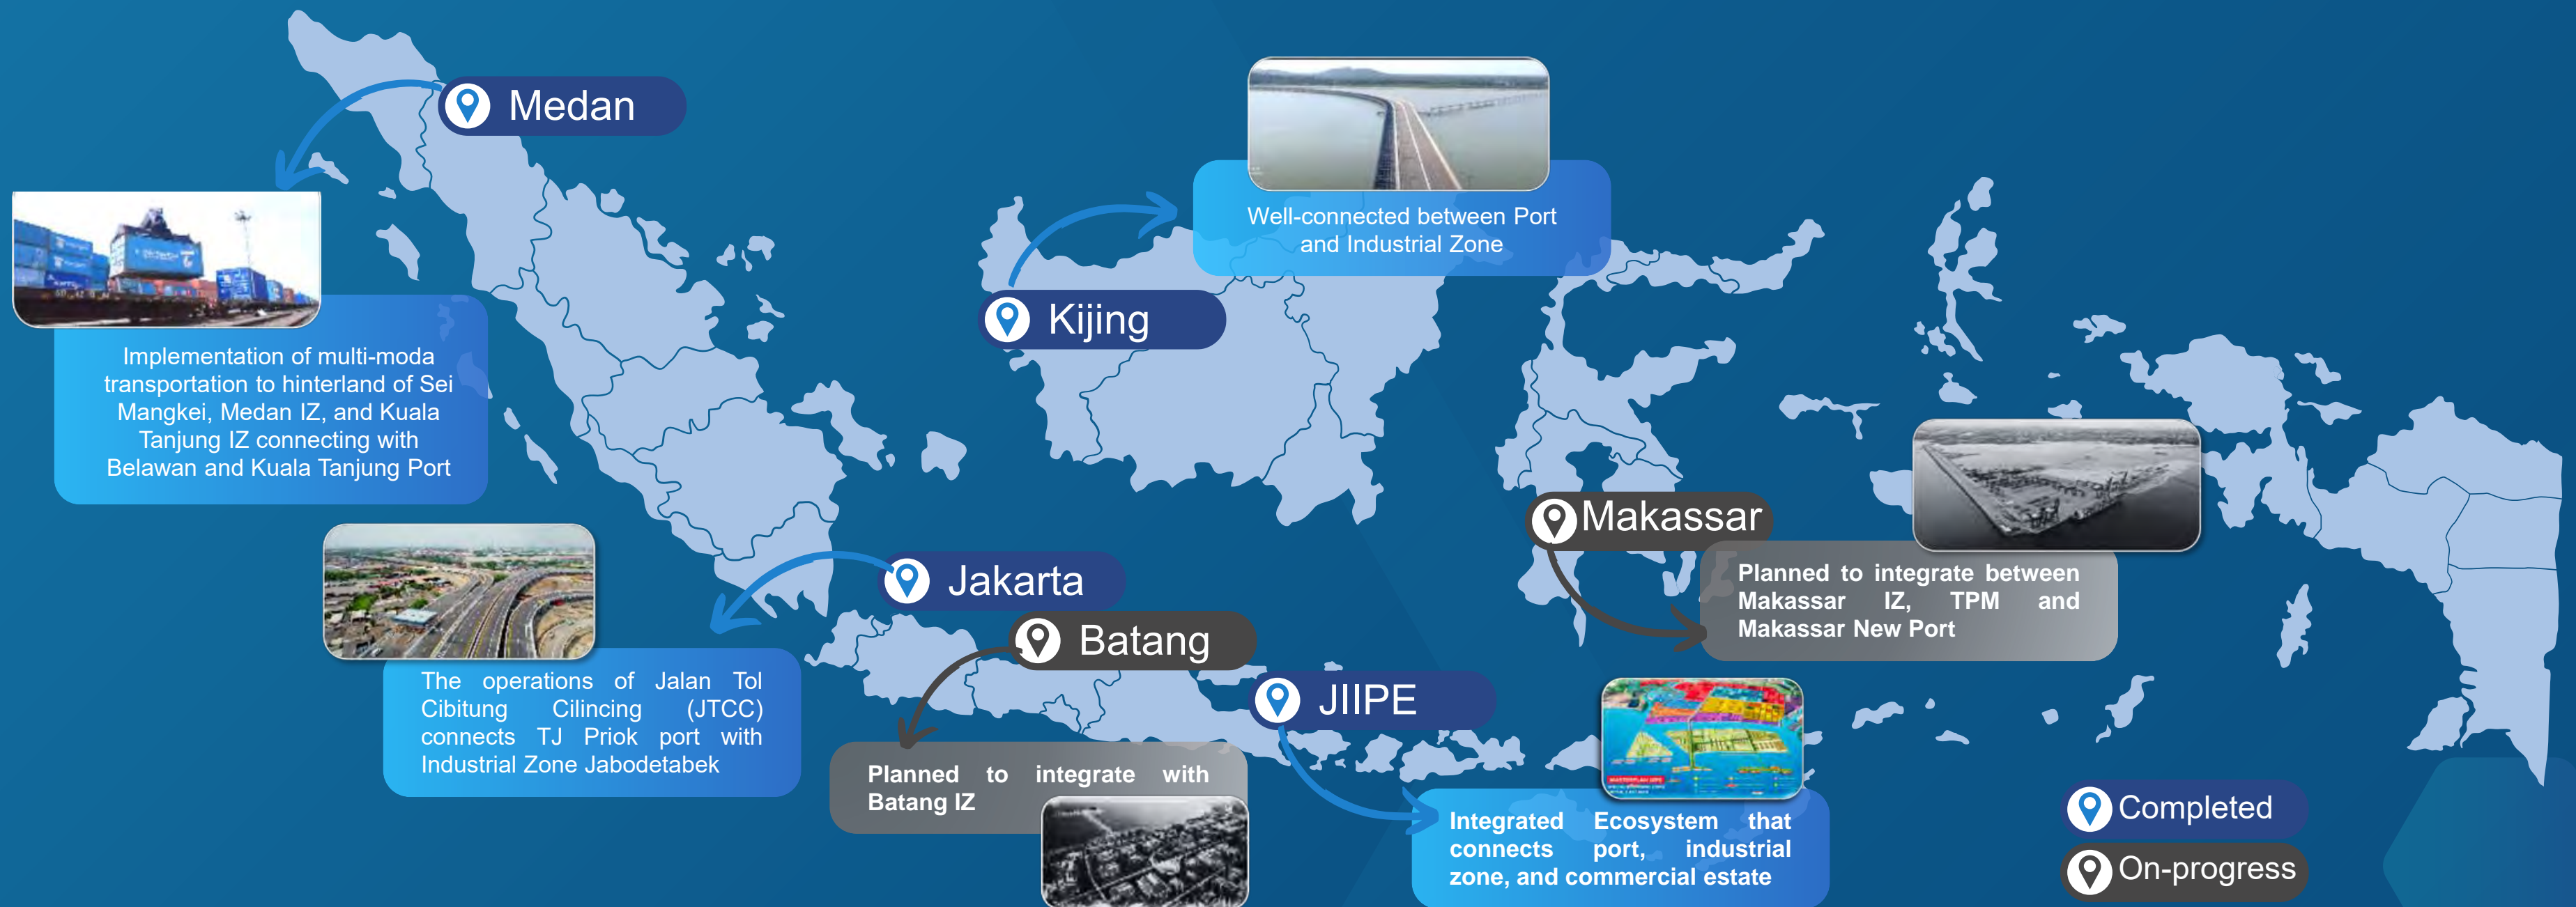 Medan
Implementation of multi-moda
transportation to hinterland of Sei
Mangkei, Medan IZ, and Kuala
Tanjung IZ connecting with
Belawan and Kuala Tanjung Port
Well-connected between Port
and Industrial Zone
Kijing
Jakarta
The operations of Jalan Tol
Cibitung Cilincing (JTCC)
connects TJ Priok port with
Industrial Zone Jabodetabek
Batang
Planned to integrate with
Batang IZ
JIIPE
Integrated Ecosystem that
connects port, industrial
zone, and commercial estate
Makassar
Planned to integrate between
Makassar IZ, TPM and
Makassar New Port
Completed
On-progress